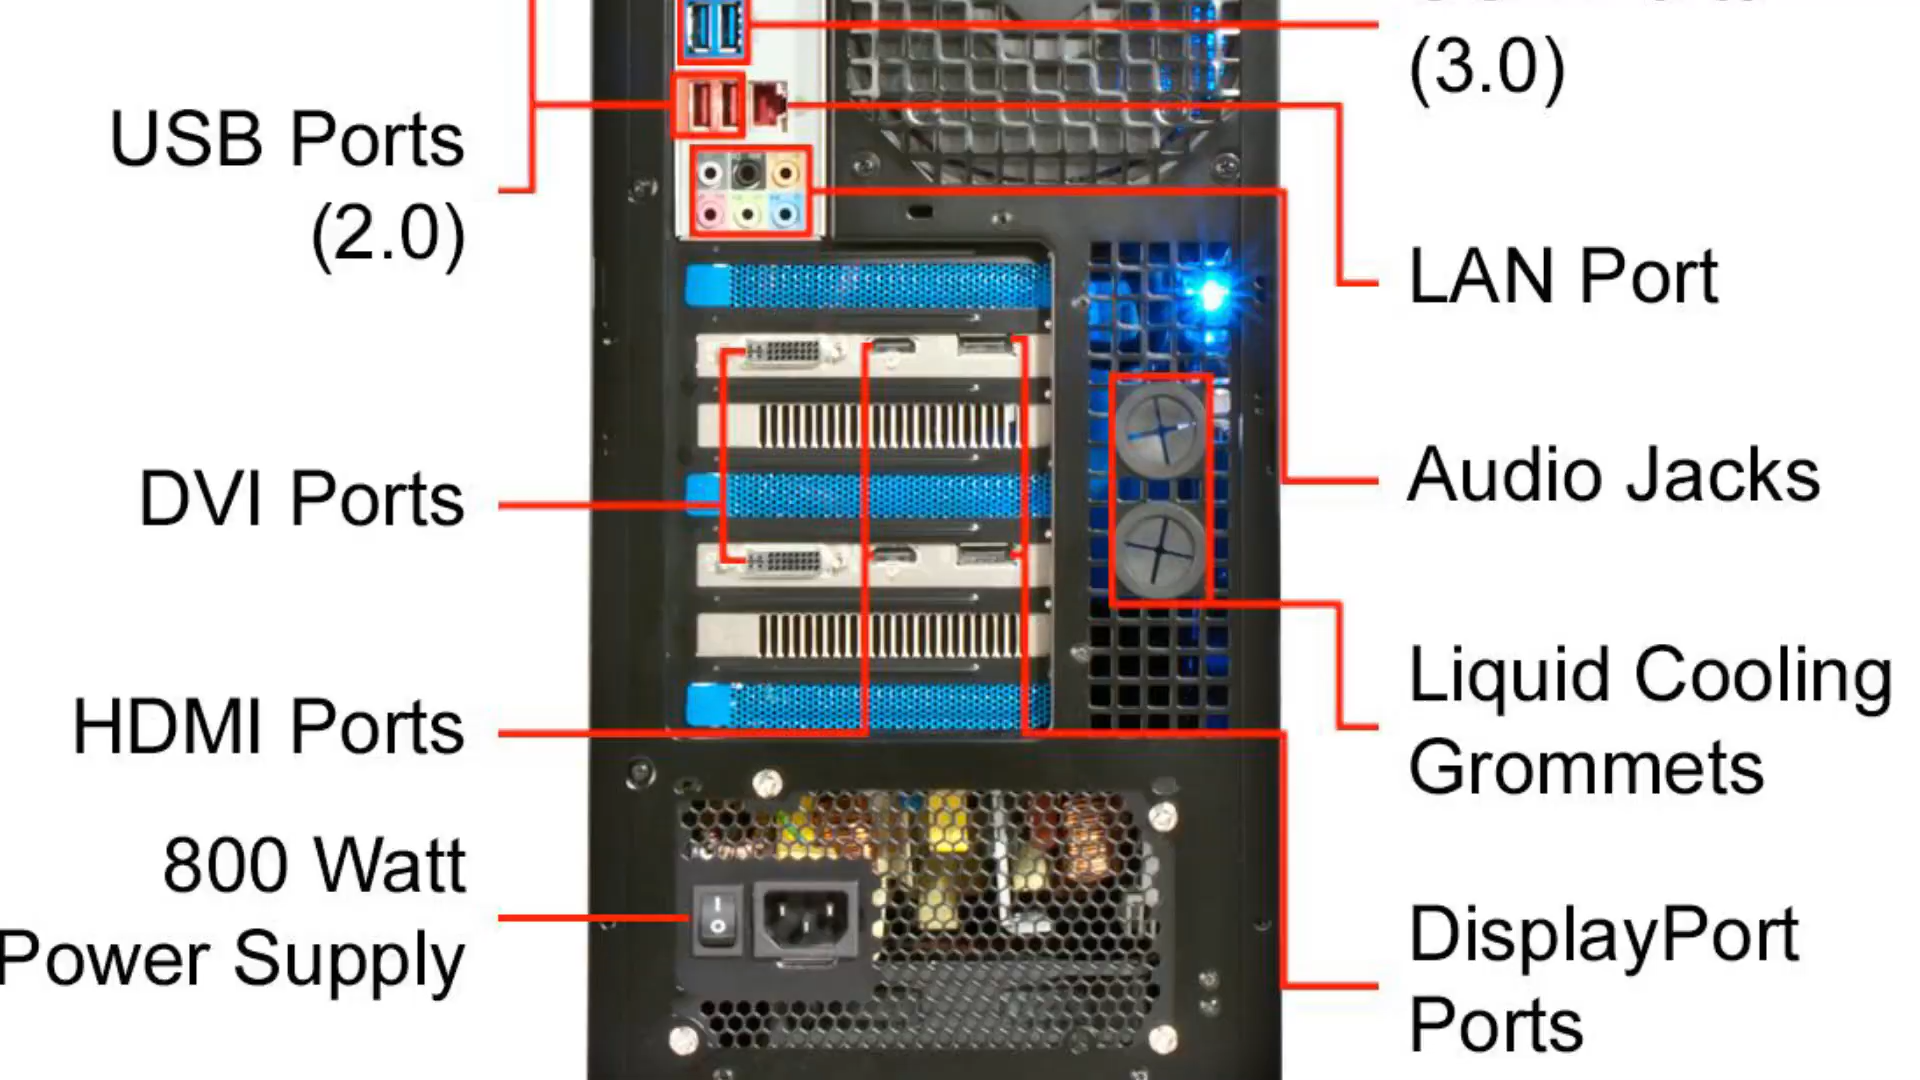 (3.0)
USB Ports
(2.0)
LAN Port
DVI Ports
Audio Jacks
HDMI Ports
Liquid Cooling
Grommets
800 Watt
Power Supply
DisplayPort
Ports